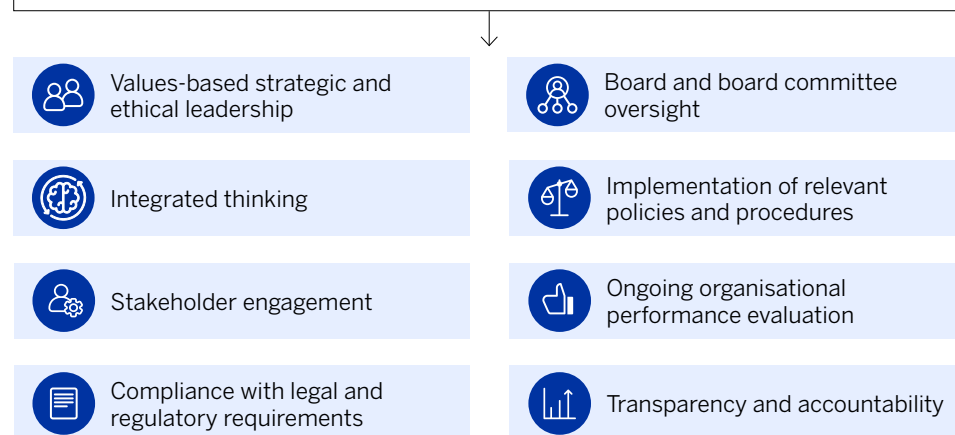 Values-based strategic and
ethical leadership
Board and board committee
oversight
Integrated thinking
Implementation of relevant
policies and procedures
Stakeholder engagement
Ongoing organisational
performance evaluation
Compliance with legal and
regulatory requirements
Transparency and accountability